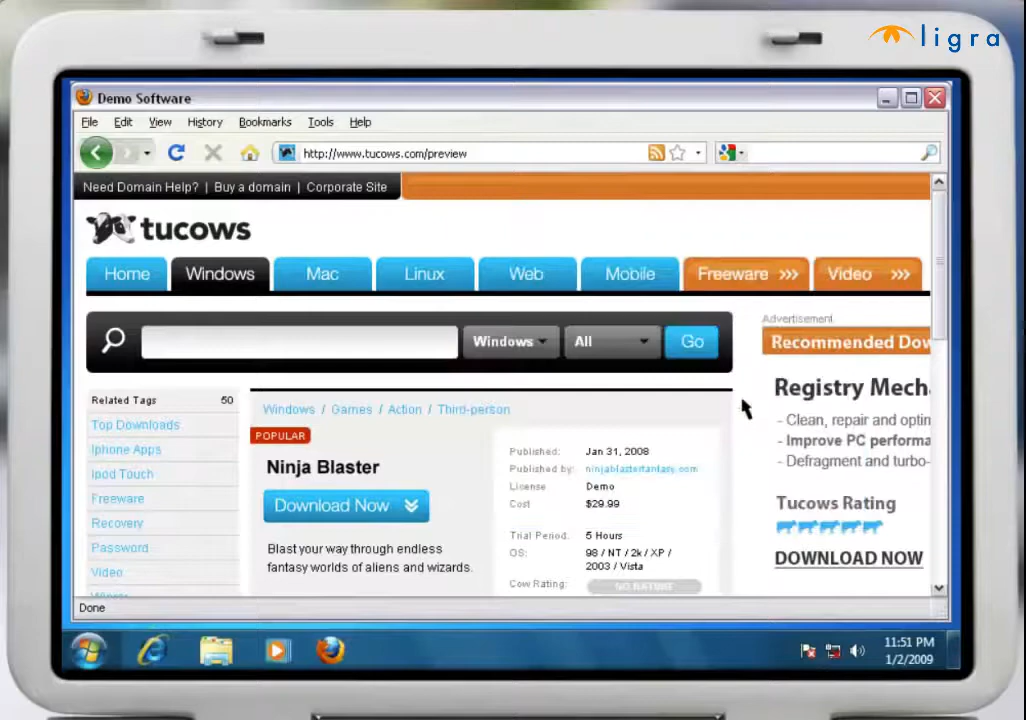 ligra
Demo Software
File Edit View History Bookmarks Tools Help
http://www.tucows.com/preview
Need Domain Help? | Buy a domain | Corporate Site
tucows
Home Windows Mac Linux Web Mobile Freeware >>> Video >>>
Advertisement
Windows All Go
Recommended Dow
Related Tags 50
Windows / Games / Action / Third-person
Registry Mech
Top Downloads
- Clean, repair and optin
POPULAR
- Improve PC performa
Iphone Apps
Published: Jan 31, 2008
- Defragment and turbo-
Ninja Blaster
Published by: ninjablasterfantasy.com
Ipod Touch
License Demo
Freeware
Download Now
Cost $29.99
Tucows Rating
Recovery
Trial Period: 5 Hours
Password
Blast your way through endless
fantasy worlds of aliens and wizards.
OS: 98 / NT / 2k / XP /
2003 / Vista
DOWNLOAD NOW
Video
Cow Rating:
Done
11:51 PM
1/2/2009